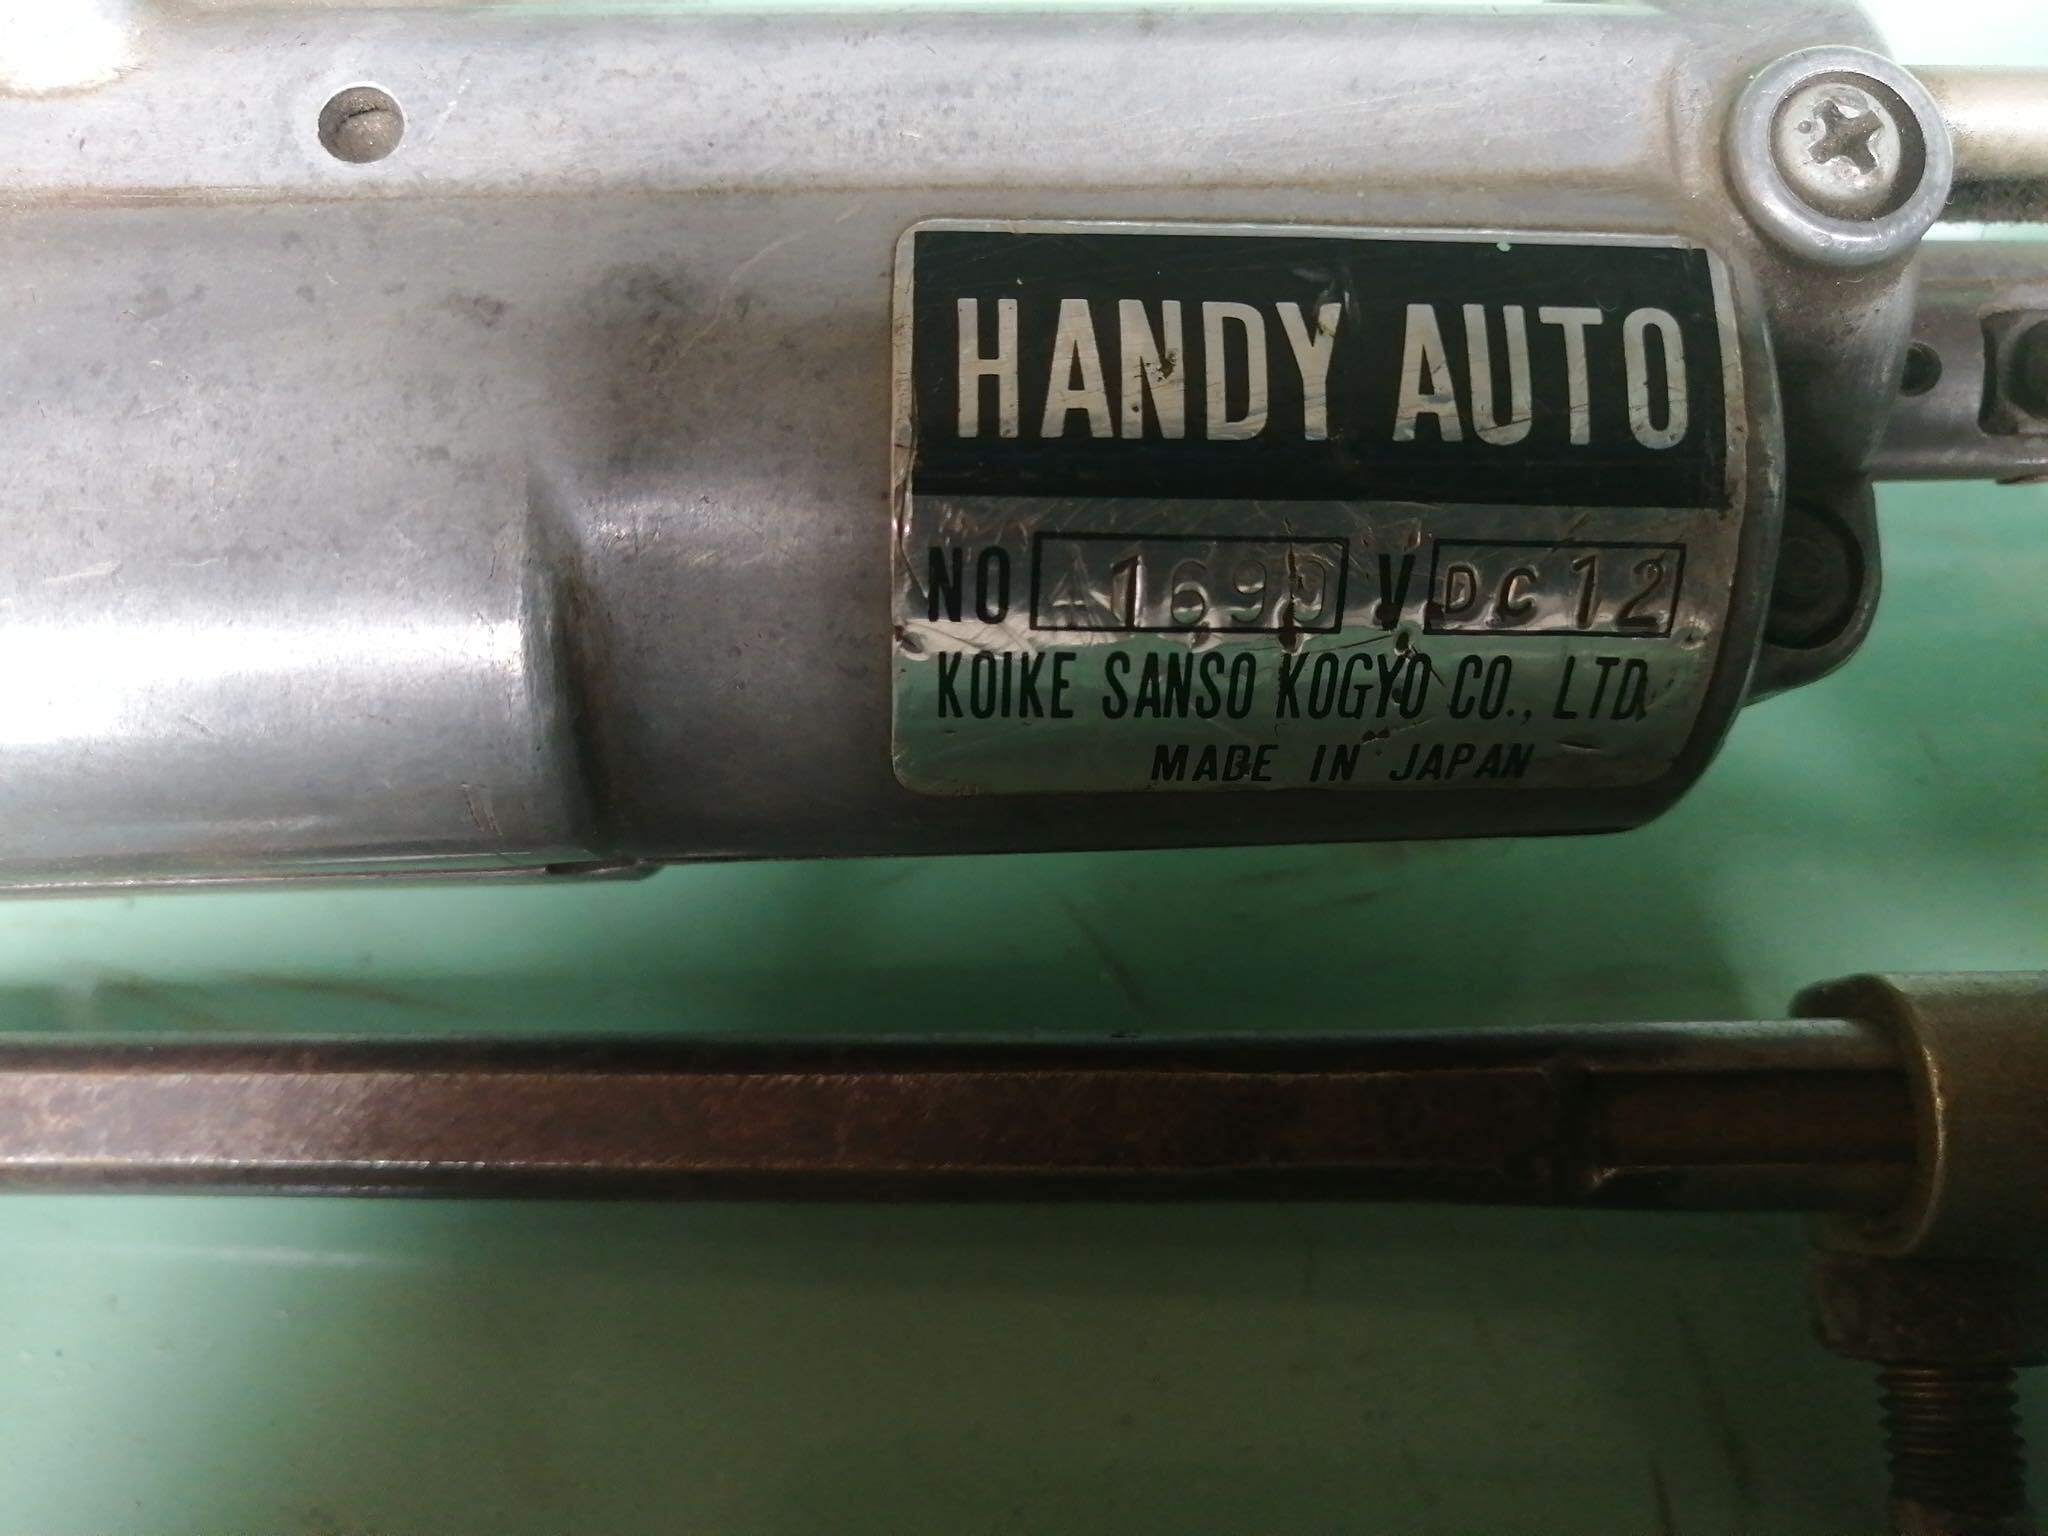 HANDY AUTO
NO 41690 V DC12
KOIKE SANSO KOGYO CO., LTD.
MADE IN JAPAN